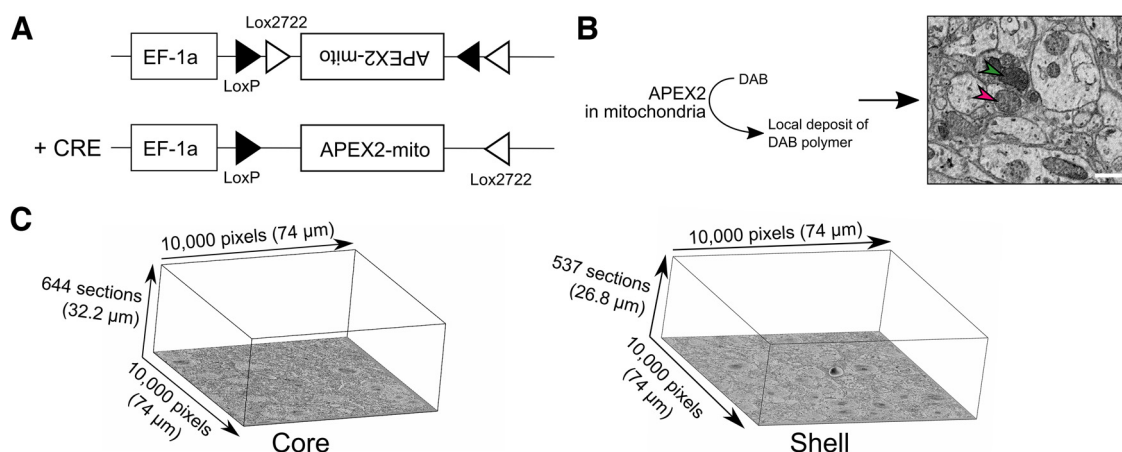 A
Lox2722
EF-1a
APEX2-mito
LoxP
+ CRE
EF-1a
APEX2-mito
LoxP
Lox2722
B
APEX2
in mitochondria
DAB
Local deposit of
DAB polymer
C
10,000 pixels (74 µm)
644 sections
(32.2 µm)
10,000 pixels
(74 µm)
Core
10,000 pixels (74 µm)
537 sections
(26.8 µm)
10,000 pixels
(74 µm)
Shell